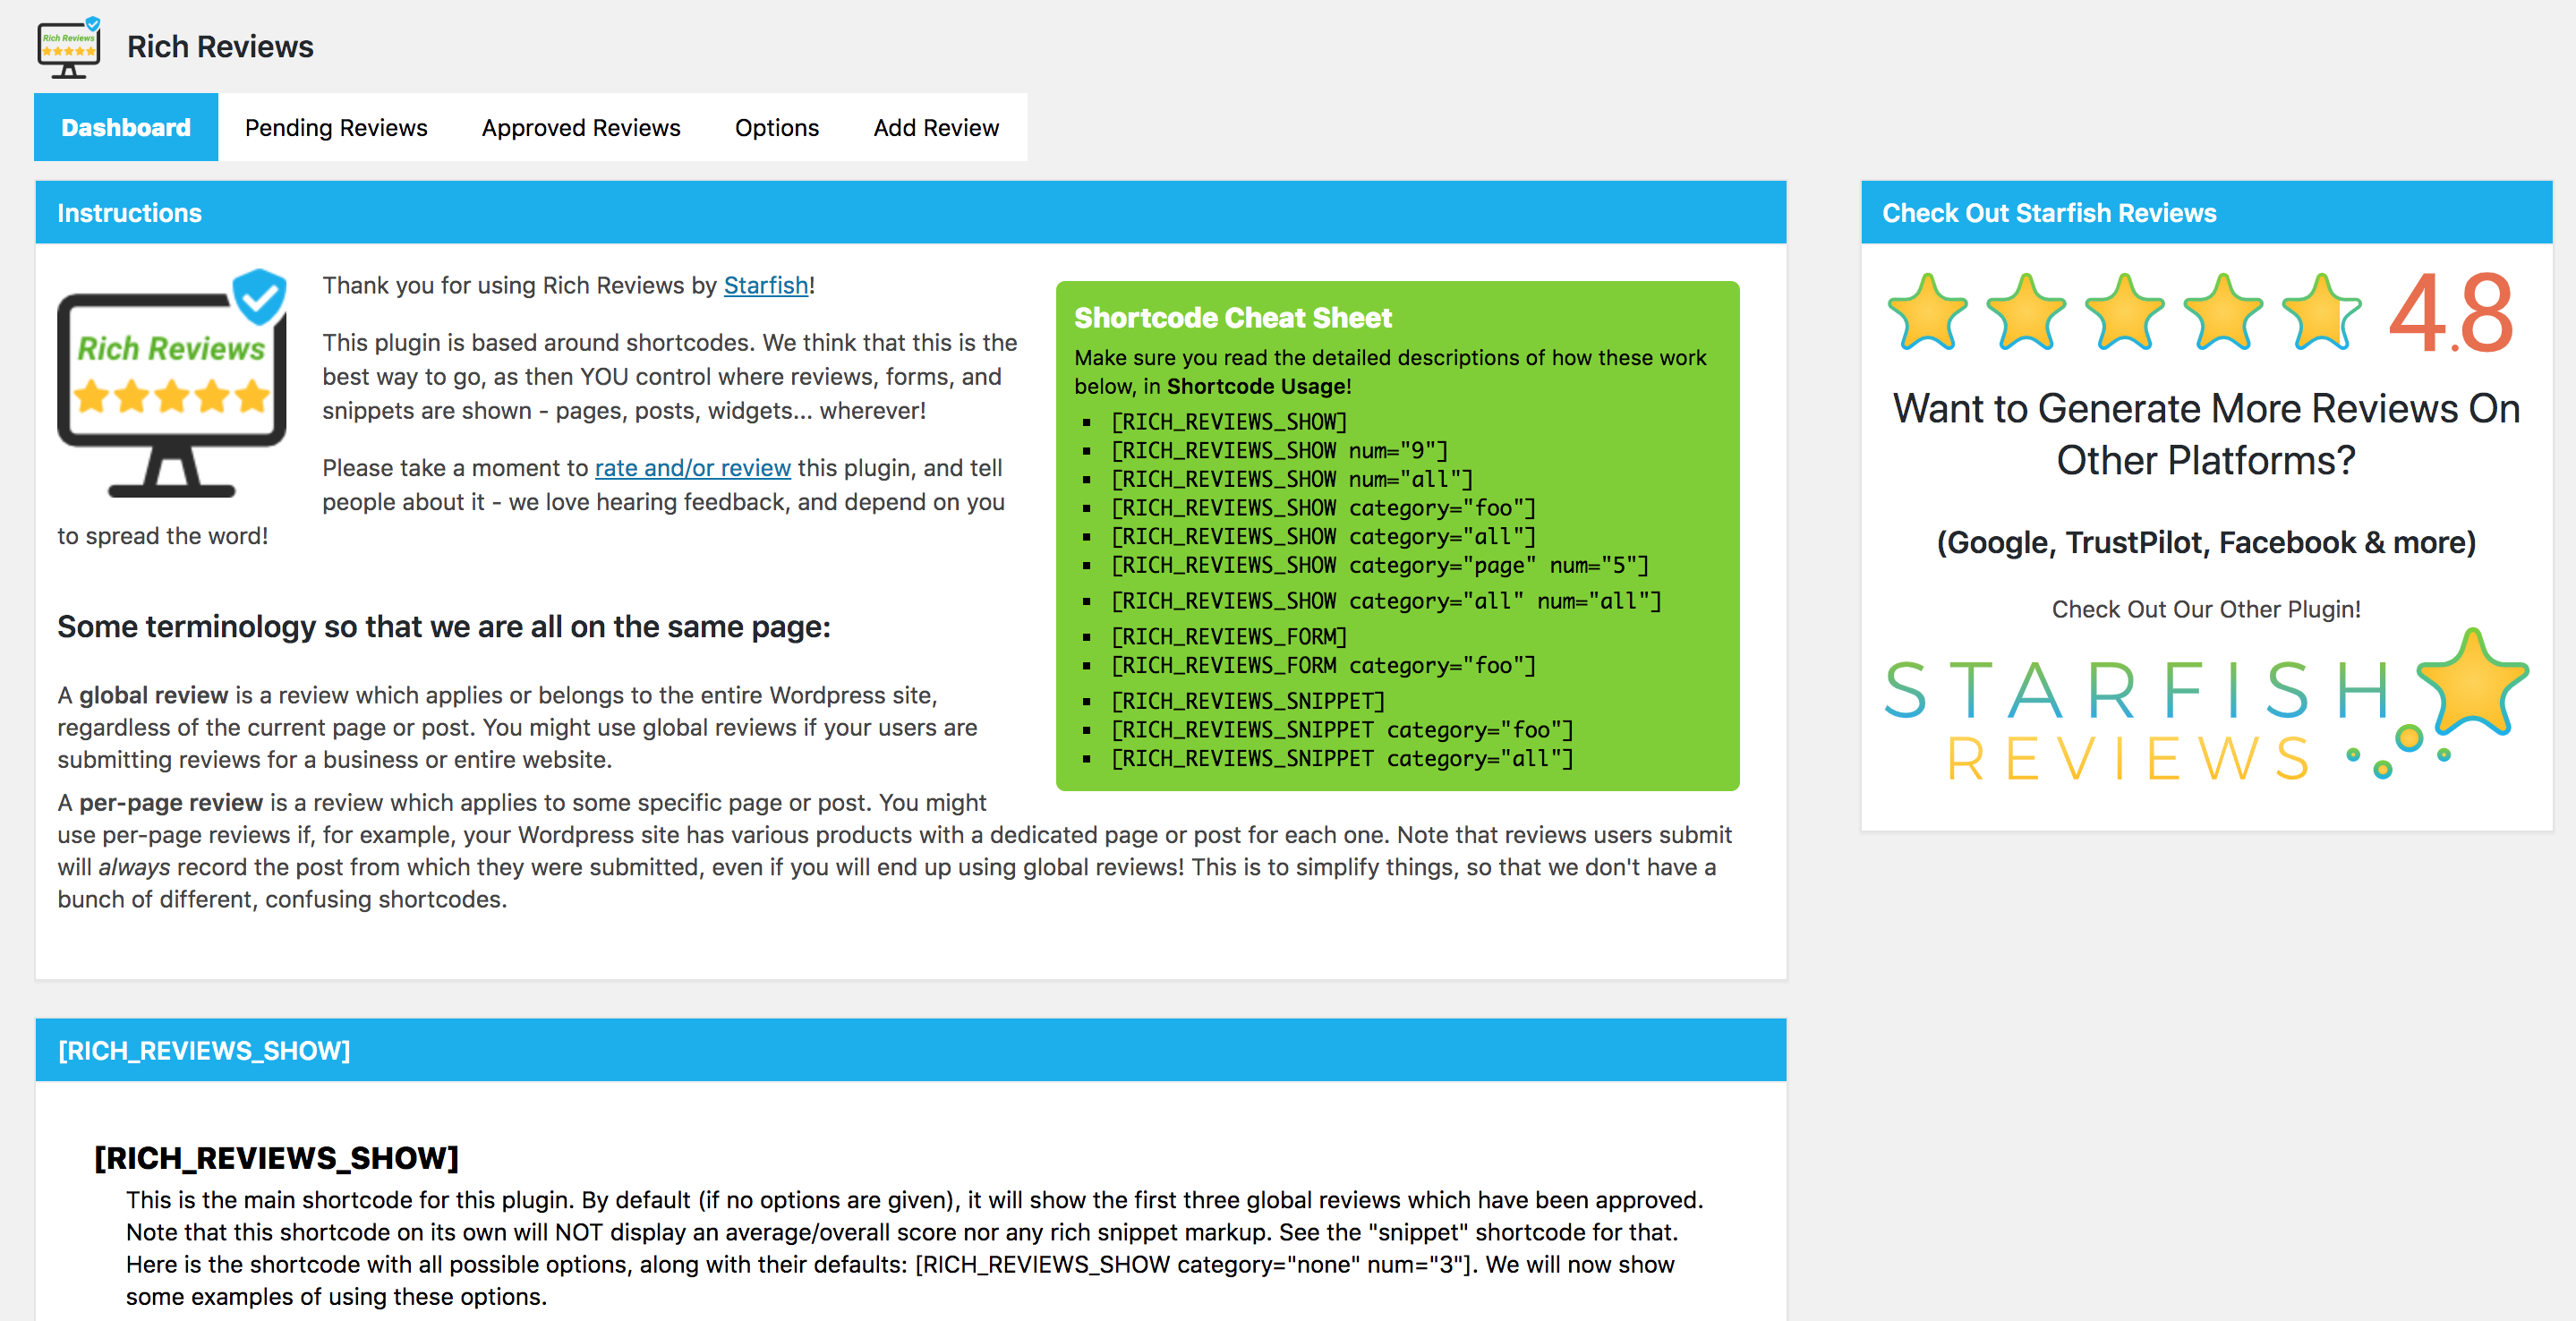 Rich Reviews
Rich Reviews
Dashboard
Pending Reviews
Approved Reviews
Options
Add Review
Instructions
Rich Reviews
Thank you for using Rich Reviews by Starfish!
This plugin is based around shortcodes. We think that this is the
best way to go, as then YOU control where reviews, forms, and
snippets are shown - pages, posts, widgets... wherever!
Please take a moment to rate and/or review this plugin, and tell
people about it - we love hearing feedback, and depend on you
to spread the word!
Shortcode Cheat Sheet
Make sure you read the detailed descriptions of how these work
below, in Shortcode Usage!
[RICH_REVIEWS_SHOW]
[RICH_REVIEWS_SHOW num="9"]
[RICH_REVIEWS_SHOW num="all"]
[RICH_REVIEWS_SHOW category="foo"]
[RICH_REVIEWS_SHOW category="all"]
[RICH_REVIEWS_SHOW category="page" num="5"]
[RICH_REVIEWS_SHOW category="all" num="all"]
[RICH_REVIEWS_FORM]
[RICH_REVIEWS_FORM category="foo"]
[RICH_REVIEWS_SNIPPET]
[RICH_REVIEWS_SNIPPET category="foo"]
[RICH_REVIEWS_SNIPPET category="all"]
Some terminology so that we are all on the same page:
A global review is a review which applies or belongs to the entire Wordpress site,
regardless of the current page or post. You might use global reviews if your users are
submitting reviews for a business or entire website.
A per-page review is a review which applies to some specific page or post. You might
use per-page reviews if, for example, your Wordpress site has various products with a dedicated page or post for each one. Note that reviews users submit
will always record the post from which they were submitted, even if you will end up using global reviews! This is to simplify things, so that we don't have a
bunch of different, confusing shortcodes.
[RICH_REVIEWS_SHOW]
[RICH_REVIEWS_SHOW]
This is the main shortcode for this plugin. By default (if no options are given), it will show the first three global reviews which have been approved.
Note that this shortcode on its own will NOT display an average/overall score nor any rich snippet markup. See the "snippet" shortcode for that.
Here is the shortcode with all possible options, along with their defaults: [RICH_REVIEWS_SHOW category="none" num="3"]. We will now show
some examples of using these options.
Check Out Starfish Reviews
4.8
Want to Generate More Reviews On
Other Platforms?
(Google, TrustPilot, Facebook & more)
Check Out Our Other Plugin!
STARFISH
REVIEWS